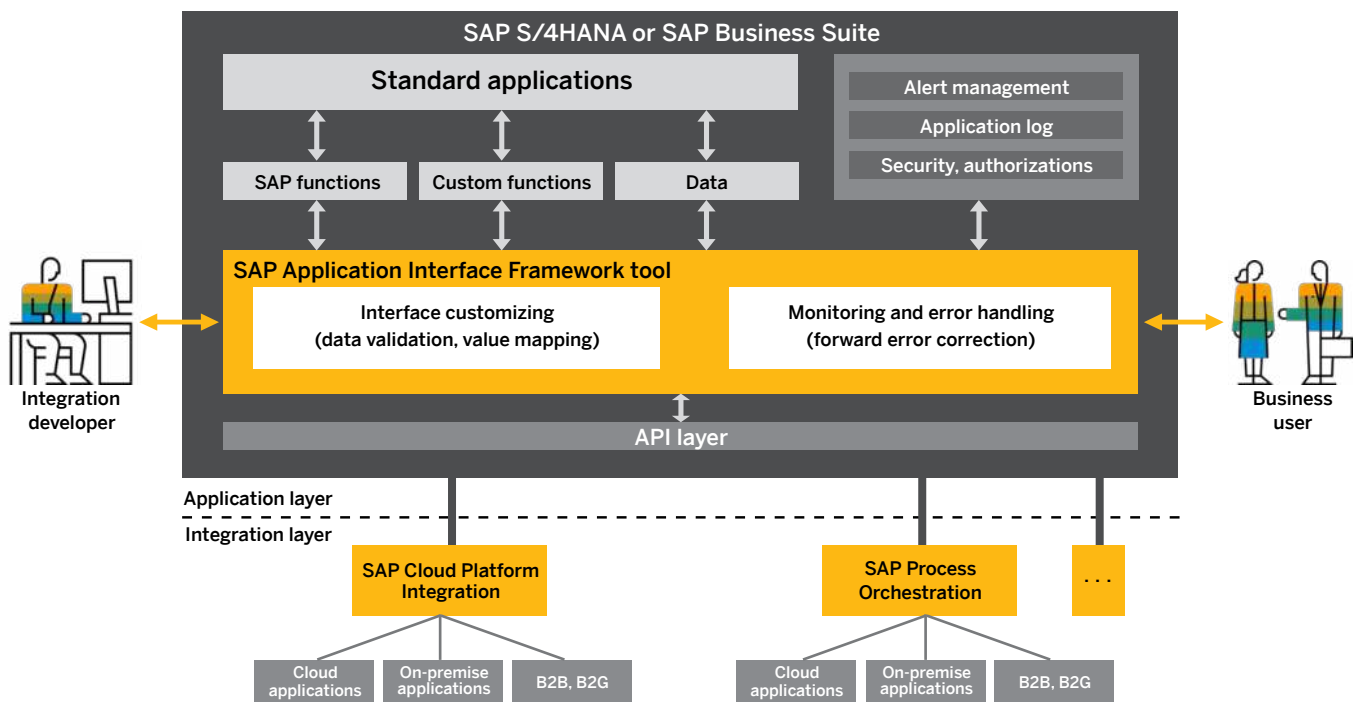 SAP S/4HANA or SAP Business Suite
Standard applications
Alert management
Application log
Security, authorizations
SAP functions
Custom functions
Data
SAP Application Interface Framework tool
Interface customizing
(data validation, value mapping)
Monitoring and error handling
(forward error correction)
Integration
developer
Business
user
API layer
Application layer
Integration layer
SAP Cloud Platform
Integration
SAP Process
Orchestration
. . .
Cloud
applications
On-premise
applications
B2B, B2G
Cloud
applications
On-premise
applications
B2B, B2G